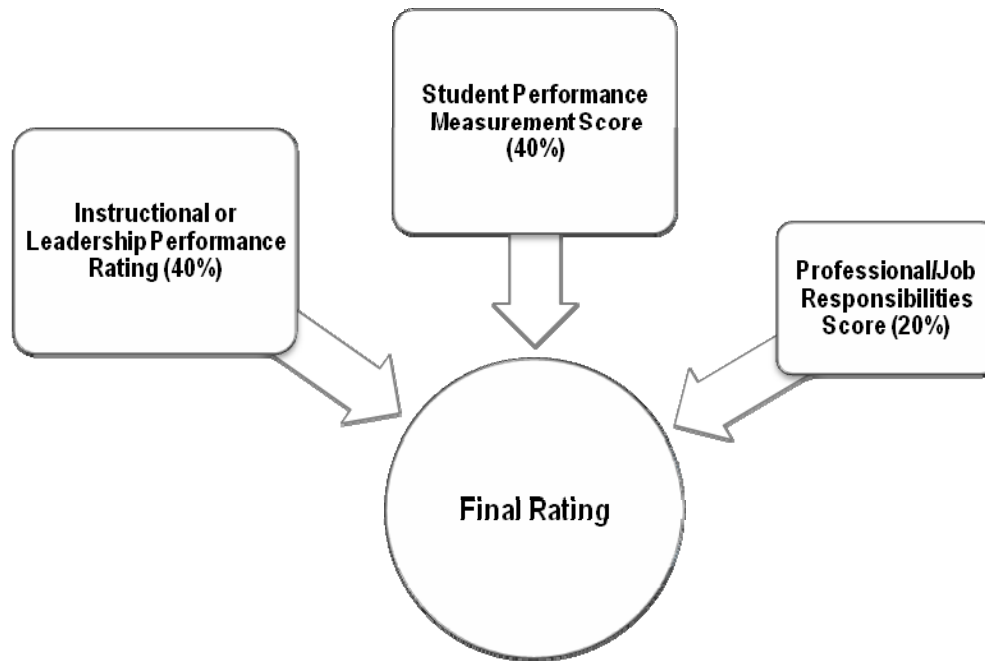 Student Performance
Measurement Score
(40%)
Instructional or
Leadership Performance
Rating (40%)
Professional/Job
Responsibilities
Score (20%)
Final Rating